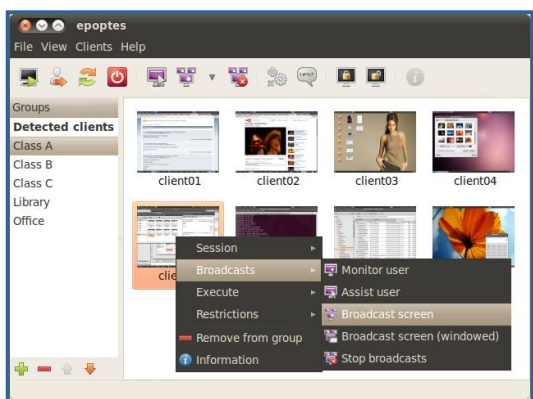 epoptes
File View Clients Help
Groups
Detected clients
Class A
Class B
Class C
Library
Office
client01
client02
client03
client04
Session
Broadcasts
Execute
Restrictions
Remove from group
Information
Monitor user
Assist user
Broadcast screen
Broadcast screen (windowed)
Stop broadcasts